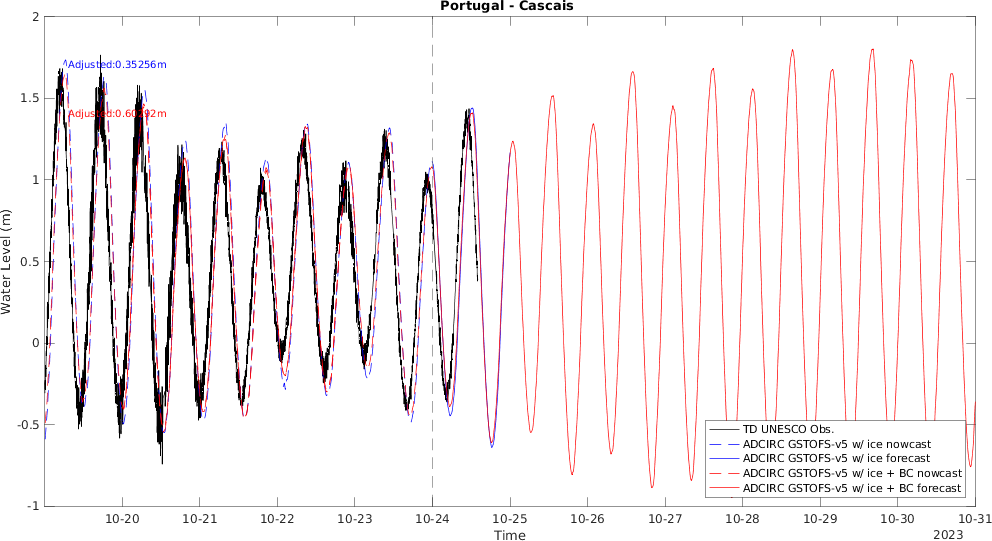 Portugal - Cascais
2
1.5
1
0.5
0
-0.5
-1
Water Level (m)
Adjusted:0.35256m
TD UNESCO Obs.
ADCIRC GSTOFS-v5 w/ ice nowcast
ADCIRC GSTOFS-v5 w/ ice forecast
ADCIRC GSTOFS-v5 w/ ice + BC nowcast
ADCIRC GSTOFS-v5 w/ ice + BC forecast
10-20 10-21 10-22 10-23 10-24 10-25 10-26 10-27 10-28 10-29 10-30 10-31
Time
2023